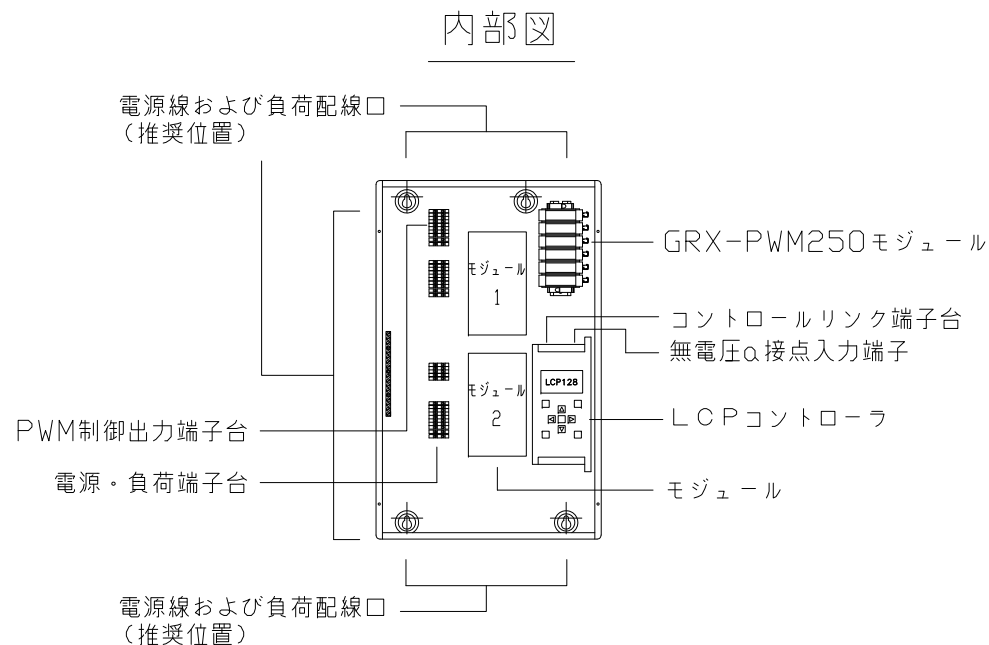 内部図
電源線および負荷配線口
(推奨位置)
GRX-PWM250モジュール
モジュール
1
コントロールリンク端子台
無電圧a接点入力端子
モジュール
2
LCP128
LCPコントローラ
PWM制御出力端子台
電源・負荷端子台
モジュール
電源線および負荷配線口
(推奨位置)